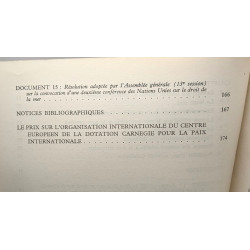 DOCUMENT 15 : Résolution adoptée par l'Assemblée générale (13e session)
sur la convocation d'une deuxième conférence des Nations Unies sur le droit de
la mer 166
NOTICES BIBLIOGRAPHIQUES 167
LE PRIX SUR L'ORGANISATION INTERNATIONALE DU CENTRE
EUROPEEN DE LA DOTATION CARNEGIE POUR LA PAIX
INTERNATIONALE 174